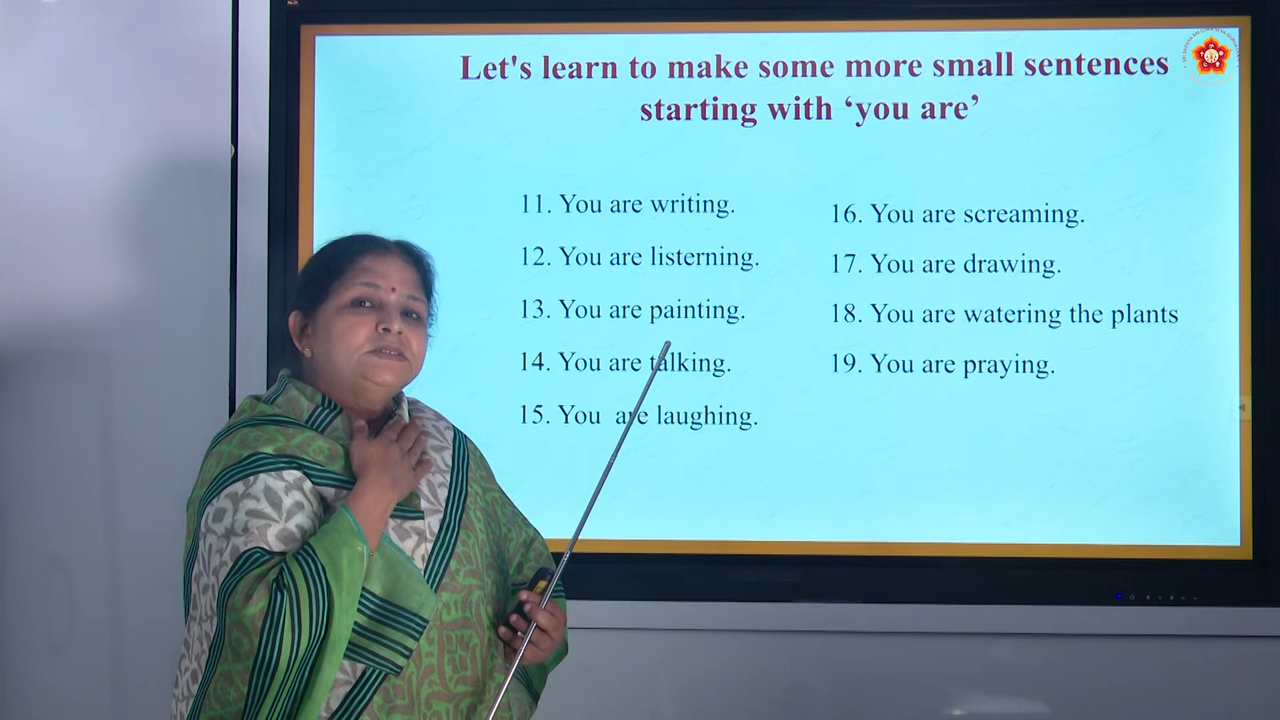 Let's learn to make some more small sentences
starting with ‘you are’
11. You are writing.
12. You are listerning.
13. You are painting.
14. You are talking.
15. You are laughing.
16. You are screaming.
17. You are drawing.
18. You are watering the plants
19. You are praying.